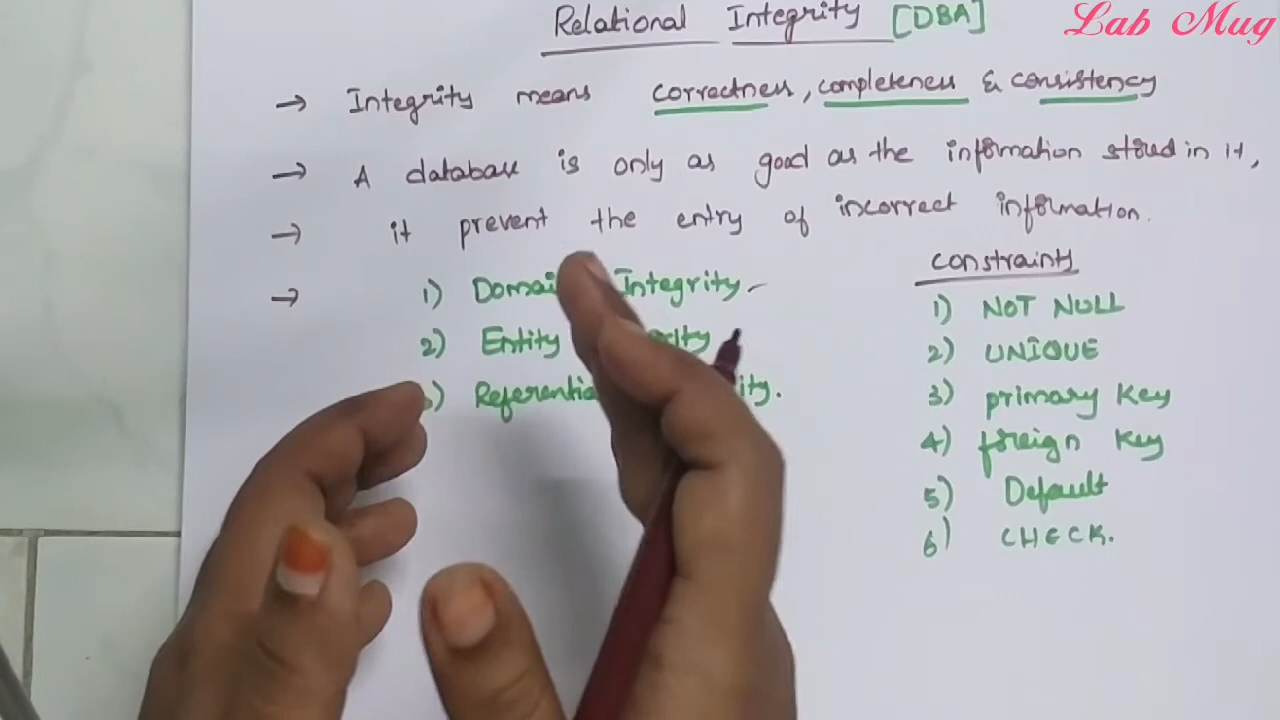 Relational Integrity [DBA]
Lab Mug
→ Integrity means correctness, completeness & consistency
→ A database is only as good as the information stored in it,
→ it prevent the entry of incorrect information.
→ 1) Domai Integrity
2) Entity
Referentia
constraints
1) NOT NULL
2) UNIQUE
3) primary key
4) foreign key
5) Default
6) CHECK.